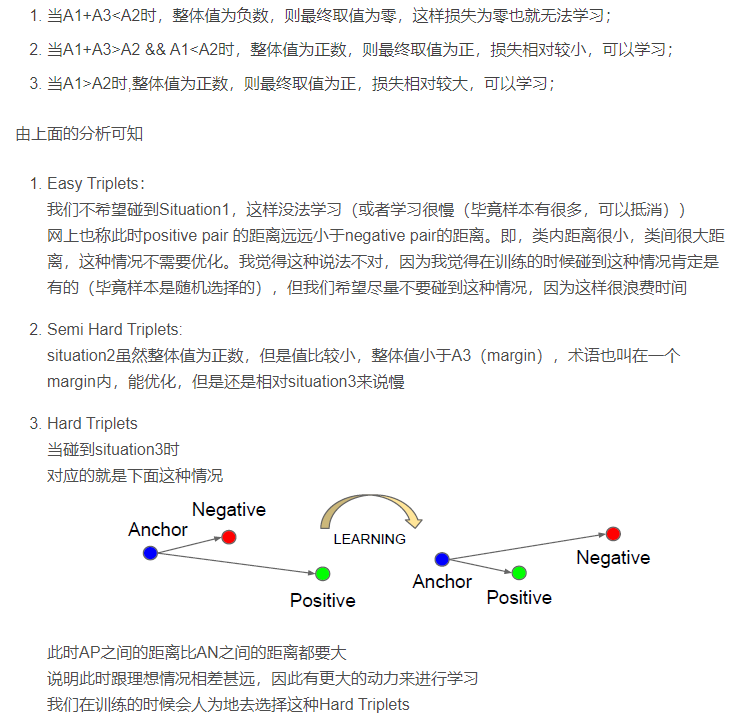 1. 当A1+A3<A2时，整体值为负数，则最终取值为零，这样损失为零也就无法学习；
2. 当A1+A3>A2 && A1<A2时，整体值为正数，则最终取值为正，损失相对较小，可以学习；
3. 当A1>A2时,整体值为正数，则最终取值为正，损失相对较大，可以学习；
由上面的分析可知
1. Easy Triplets：
我们不希望碰到Situation1，这样没法学习（或者学习很慢（毕竟样本有很多，可以抵消））
网上也称此时positive pair 的距离远远小于negative pair的距离。即，类内距离很小，类间很大距
离，这种情况不需要优化。我觉得这种说法不对，因为我觉得在训练的时候碰到这种情况肯定是
有的（毕竟样本是随机选择的），但我们希望尽量不要碰到这种情况，因为这样很浪费时间
2. Semi Hard Triplets:
situation2虽然整体值为正数，但是值比较小，整体值小于A3（margin），术语也叫在一个
margin内，能优化，但是还是相对situation3来说慢
3. Hard Triplets
当碰到situation3时
对应的就是下面这种情况
Negative
Anchor
LEARNING
Positive
Negative
Anchor
Positive
此时AP之间的距离比AN之间的距离都要大
说明此时跟理想情况相差甚远，因此有更大的动力来进行学习
我们在训练的时候会人为地去选择这种Hard Triplets